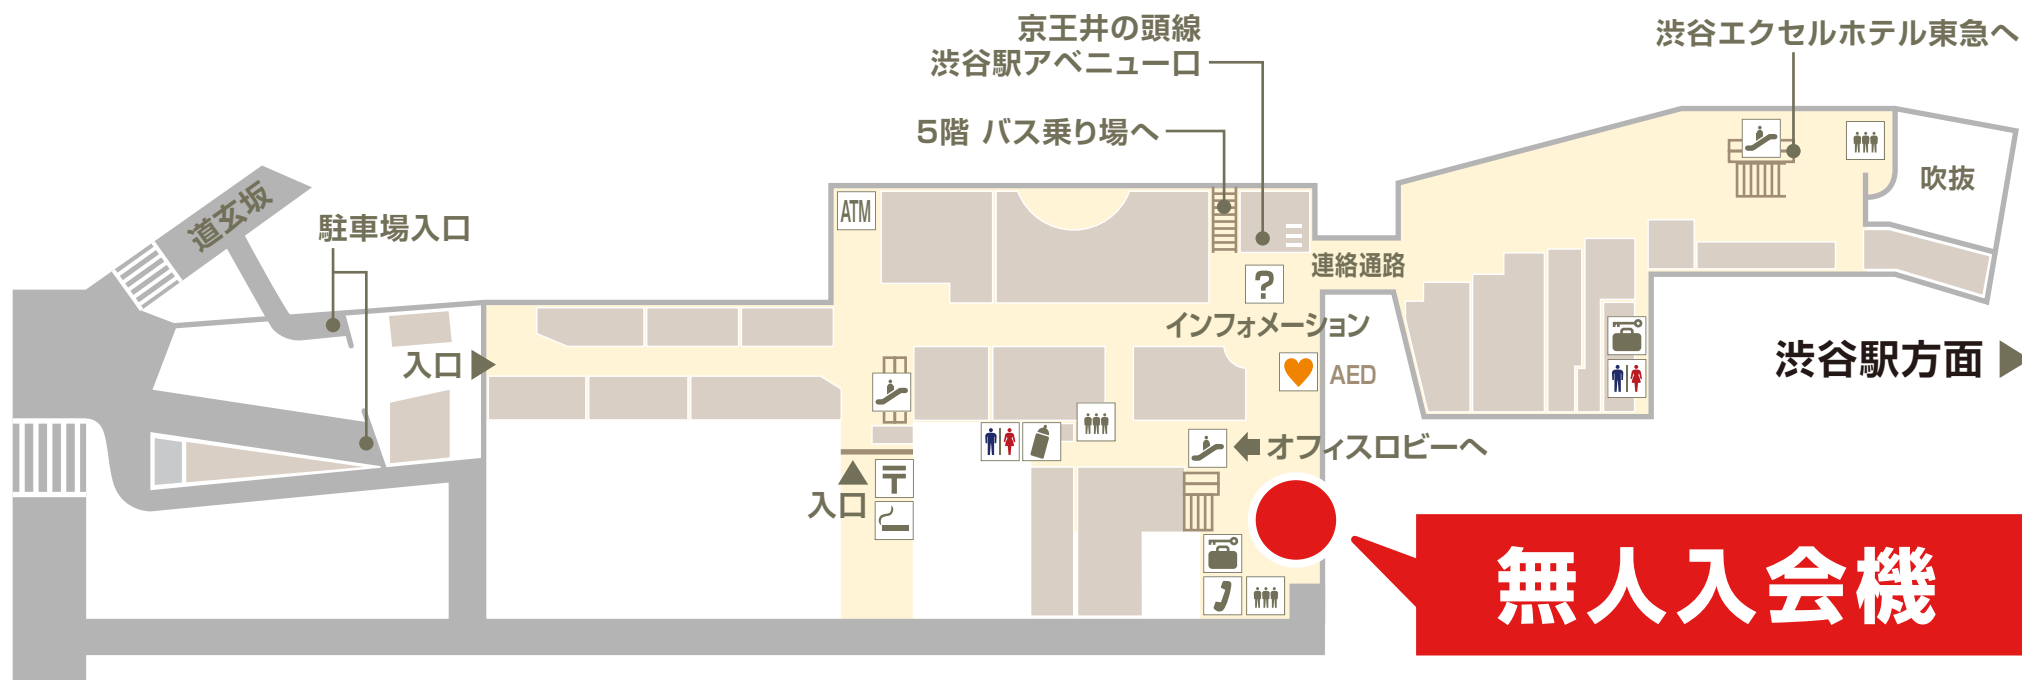 京王井の頭線
渋谷駅アベニュー口
渋谷エクセルホテル東急へ
5階 バス乗り場へ
吹抜
道玄坂
駐車場入口
ATM
連絡通路
?
インフォメーション
入口
AED
渋谷駅方面
オフィスロビーへ
〒
入口
無人入会機